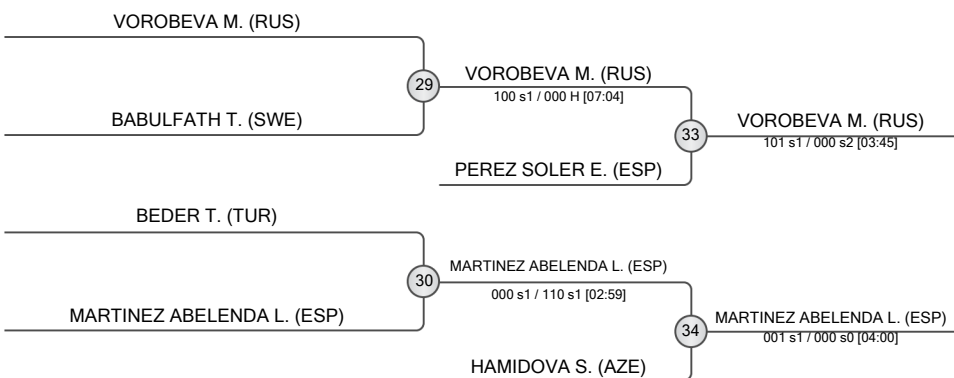 VOROBEVA M. (RUS)
29
BABULFATH T. (SWE)
VOROBEVA M. (RUS)
100 s1 / 000 H [07:04]
33
PEREZ SOLER E. (ESP)
VOROBEVA M. (RUS)
101 s1 / 000 s2 [03:45]
BEDER T. (TUR)
30
MARTINEZ ABELENDA L. (ESP)
MARTINEZ ABELENDA L. (ESP)
000 s1 / 110 s1 [02:59]
34
HAMIDOVA S. (AZE)
MARTINEZ ABELENDA L. (ESP)
001 s1 / 000 s0 [04:00]